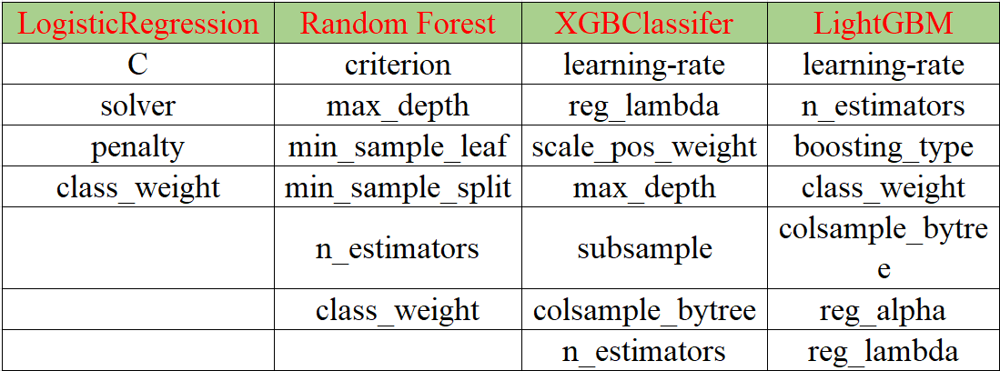 LogisticRegression Random Forest XGBClassifer LightGBM
C criterion learning-rate learning-rate
solver max_depth reg_lambda n_estimators
penalty min_sample_leaf scale_pos_weight boosting_type
class_weight min_sample_split max_depth class_weight
n_estimators subsample colsample_bytre
e
class_weight colsample_bytree reg_alpha
n_estimators reg_lambda